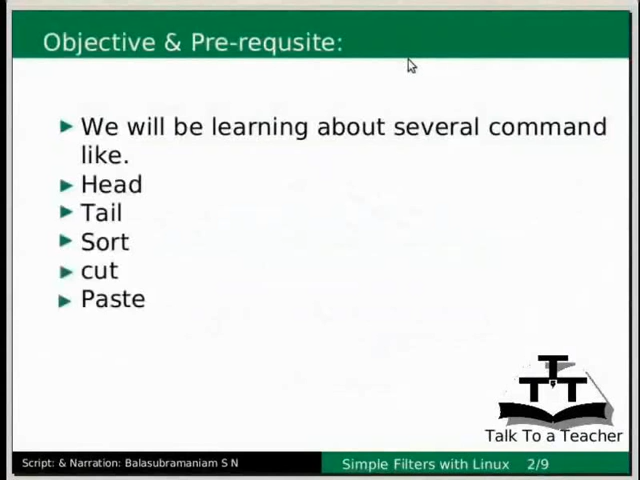 Objective & Pre-requsite:
We will be learning about several command
like.
Head
Tail
Sort
cut
Paste
TTT
Talk To a Teacher
Script: & Narration: Balasubramaniam S N
Simple Filters with Linux 2/9